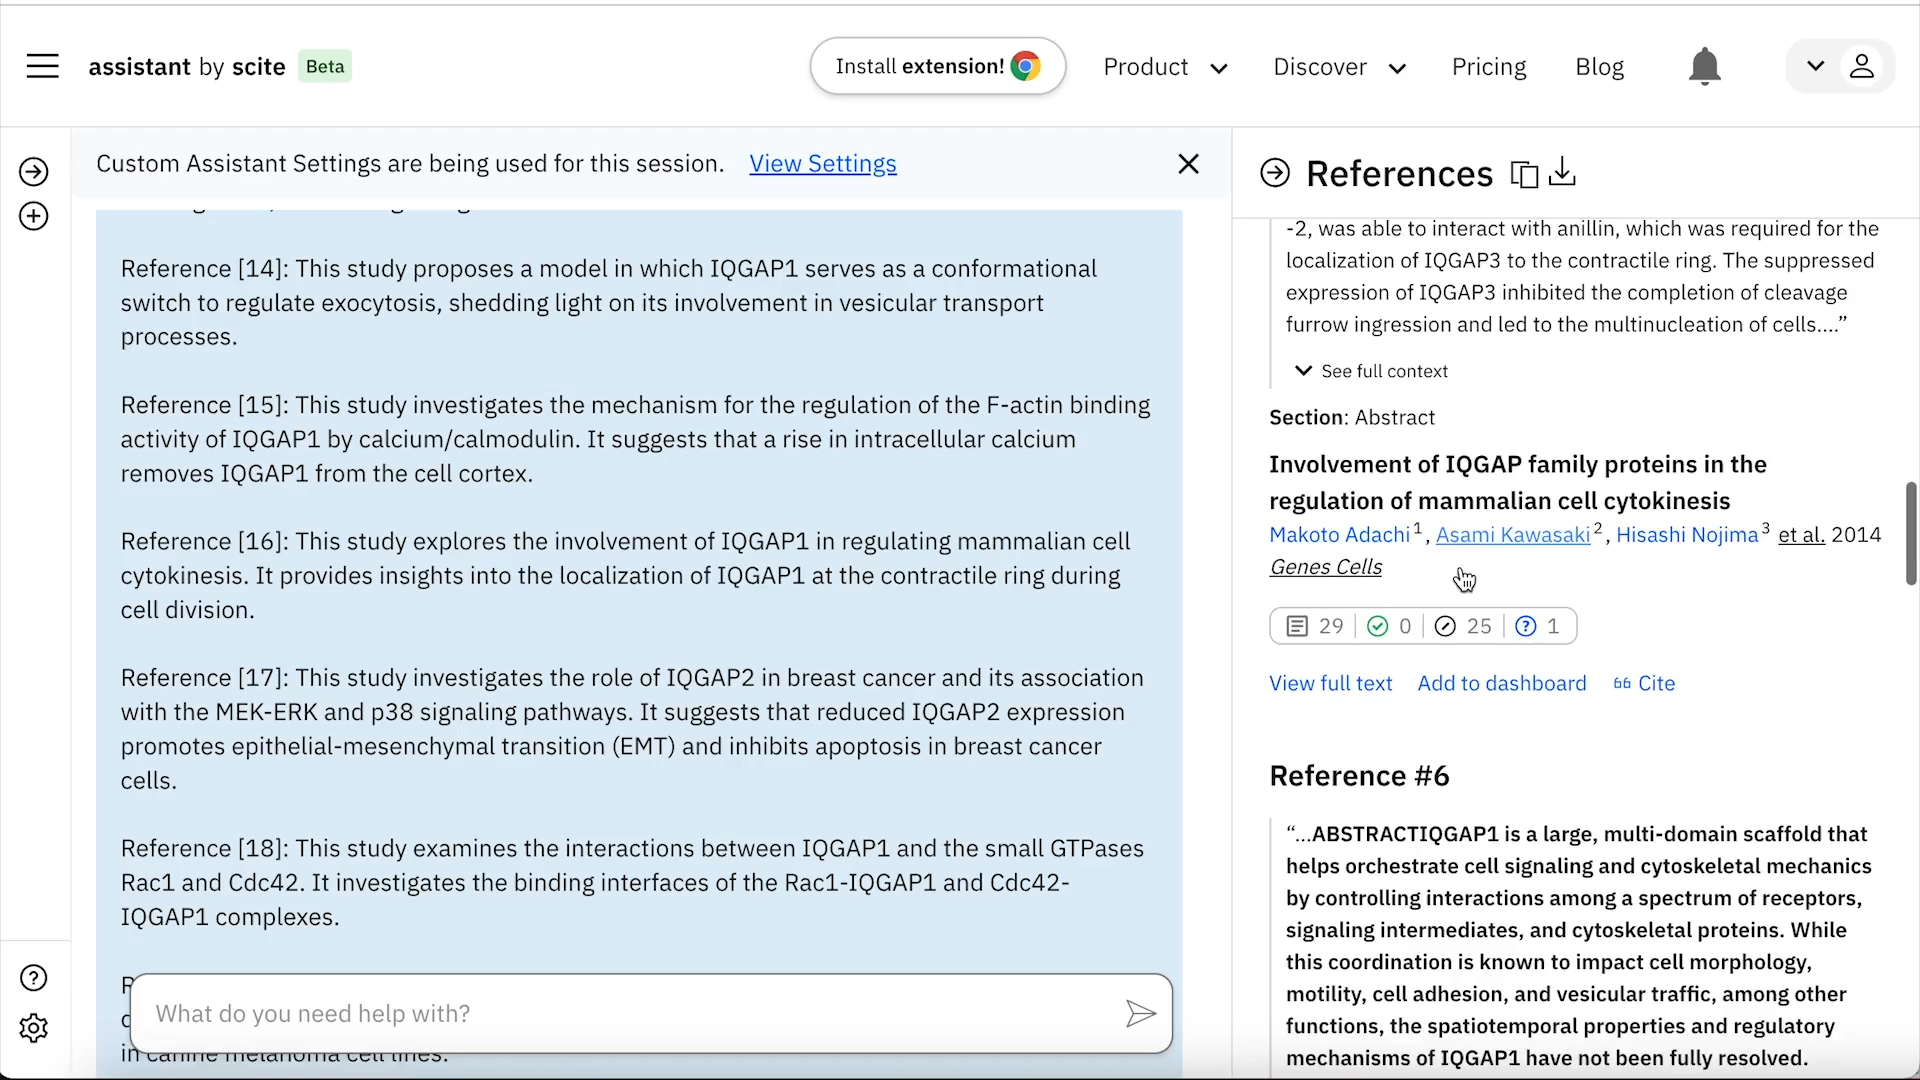 assistant by scite Beta
Install extension!
Product
Discover
Pricing
Blog
Custom Assistant Settings are being used for this session. View Settings
Reference [14]: This study proposes a model in which IQGAP1 serves as a conformational
switch to regulate exocytosis, shedding light on its involvement in vesicular transport
processes.
Reference [15]: This study investigates the mechanism for the regulation of the F-actin binding
activity of IQGAP1 by calcium/calmodulin. It suggests that a rise in intracellular calcium
removes IQGAP1 from the cell cortex.
Reference [16]: This study explores the involvement of IQGAP1 in regulating mammalian cell
cytokinesis. It provides insights into the localization of IQGAP1 at the contractile ring during
cell division.
Reference [17]: This study investigates the role of IQGAP2 in breast cancer and its association
with the MEK-ERK and p38 signaling pathways. It suggests that reduced IQGAP2 expression
promotes epithelial-mesenchymal transition (EMT) and inhibits apoptosis in breast cancer
cells.
Reference [18]: This study examines the interactions between IQGAP1 and the small GTPases
Rac1 and Cdc42. It investigates the binding interfaces of the Rac1-IQGAP1 and Cdc42-
IQGAP1 complexes.
What do you need help with?
in canine melanoma cell lines.
References
-2, was able to interact with anillin, which was required for the
localization of IQGAP3 to the contractile ring. The suppressed
expression of IQGAP3 inhibited the completion of cleavage
furrow ingression and led to the multinucleation of cells....”
See full context
Section: Abstract
Involvement of IQGAP family proteins in the
regulation of mammalian cell cytokinesis
Makoto Adachi 1, Asami Kawasaki 2, Hisashi Nojima 3 et al. 2014
Genes Cells
29 0 25 1
View full text Add to dashboard Cite
Reference #6
“...ABSTRACTIQGAP1 is a large, multi-domain scaffold that
helps orchestrate cell signaling and cytoskeletal mechanics
by controlling interactions among a spectrum of receptors,
signaling intermediates, and cytoskeletal proteins. While
this coordination is known to impact cell morphology,
motility, cell adhesion, and vesicular traffic, among other
functions, the spatiotemporal properties and regulatory
mechanisms of IQGAP1 have not been fully resolved.